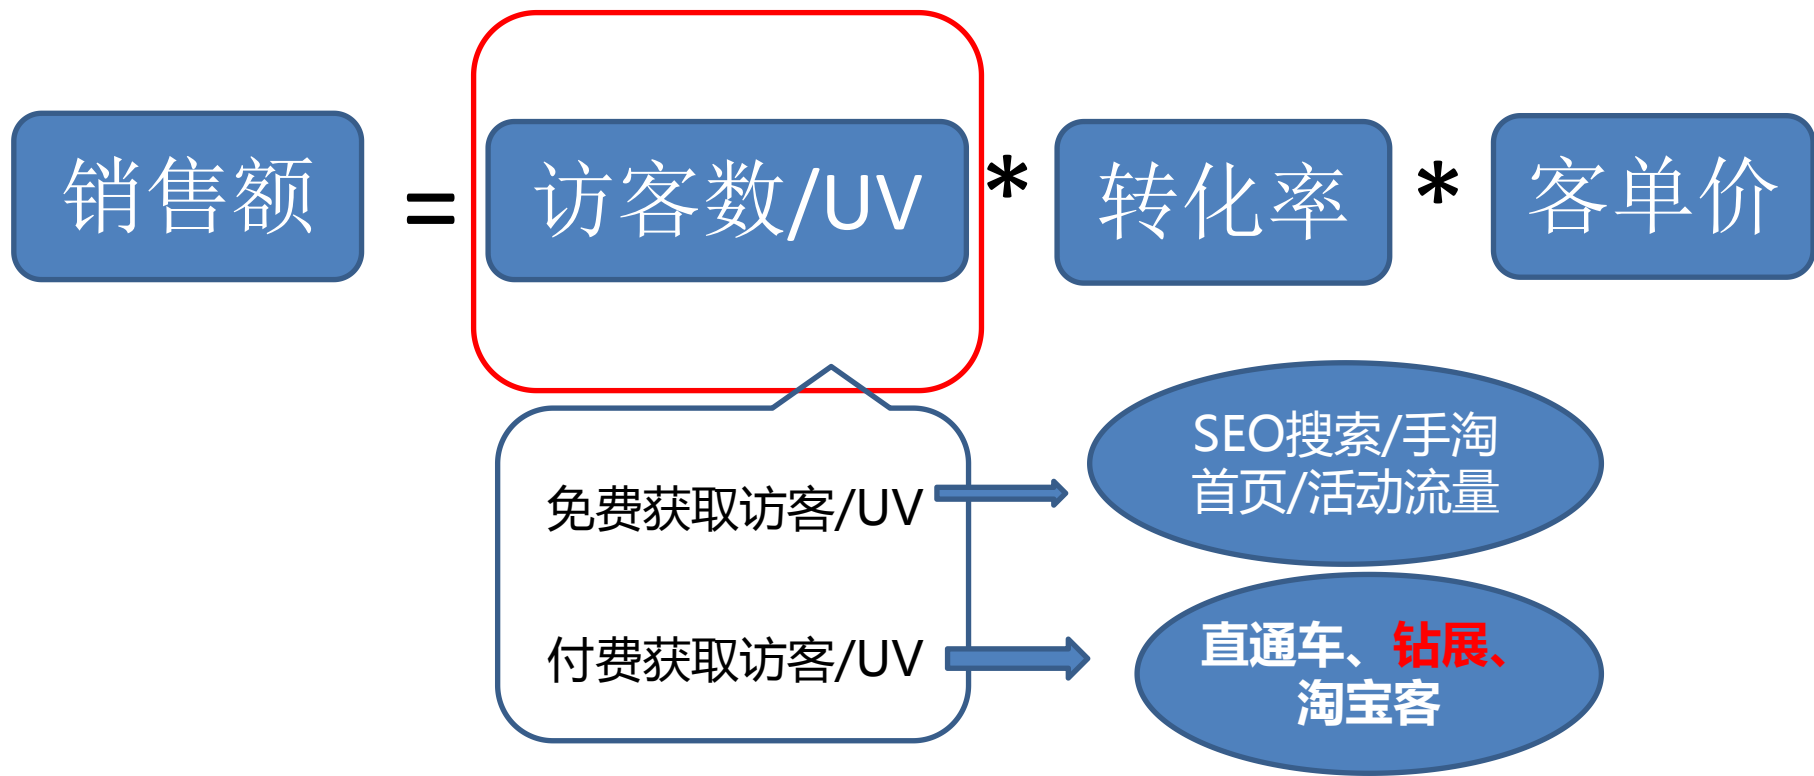 销售额 = 访客数/UV * 转化率 * 客单价
免费获取访客/UV
SEO搜索/手淘
首页/活动流量
付费获取访客/UV
直通车、钻展、
淘宝客